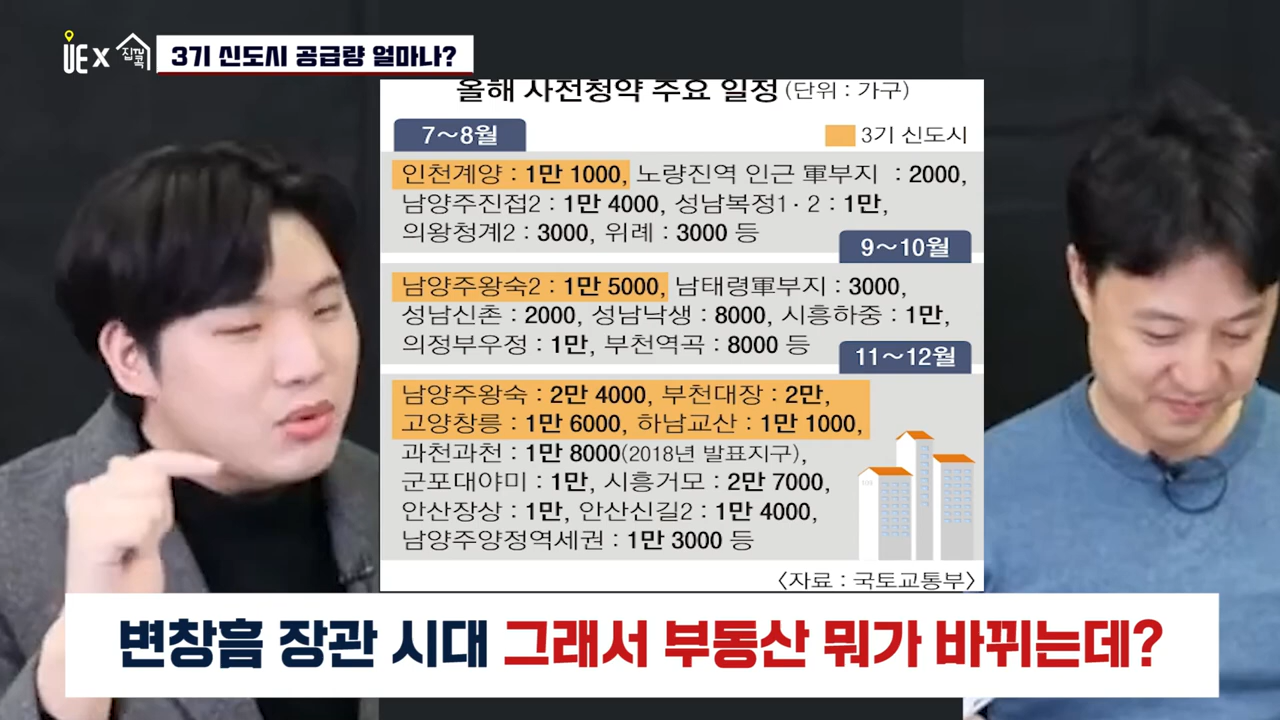 UE X 집꼭꼭
3기 신도시 공급량 얼마나?
올해 사전청약 주요 일정 (단위 : 가구)
7~8월
3기 신도시
인천계양 : 1만 1000, 노량진역 인근 軍부지 : 2000,
남양주진접2 : 1만 4000, 성남복정1·2 : 1만,
의왕청계2 : 3000, 위례 : 3000 등
9~10월
남양주왕숙2 : 1만 5000, 남태령軍부지 : 3000,
성남신촌 : 2000, 성남낙생 : 8000, 시흥하중 : 1만,
의정부우정 : 1만, 부천역곡 : 8000 등
11~12월
남양주왕숙 : 2만 4000, 부천대장 : 2만,
고양창릉 : 1만 6000, 하남교산 : 1만 1000,
과천과천 : 1만 8000(2018년 발표지구),
군포대야미 : 1만, 시흥거모 : 2만 7000,
안산장상 : 1만, 안산신길2 : 1만 4000,
남양주양정역세권 : 1만 3000 등
〈자료 : 국토교통부〉
변창흠 장관 시대 그래서 부동산 뭐가 바뀌는데?